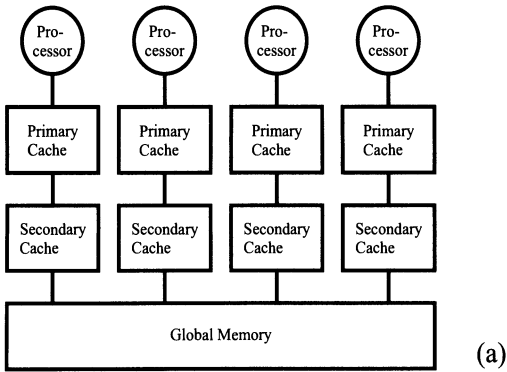 Pro-
cessor
Pro-
cessor
Pro-
cessor
Pro-
cessor
Primary
Cache
Primary
Cache
Primary
Cache
Primary
Cache
Secondary
Cache
Secondary
Cache
Secondary
Cache
Secondary
Cache
Global Memory
(a)